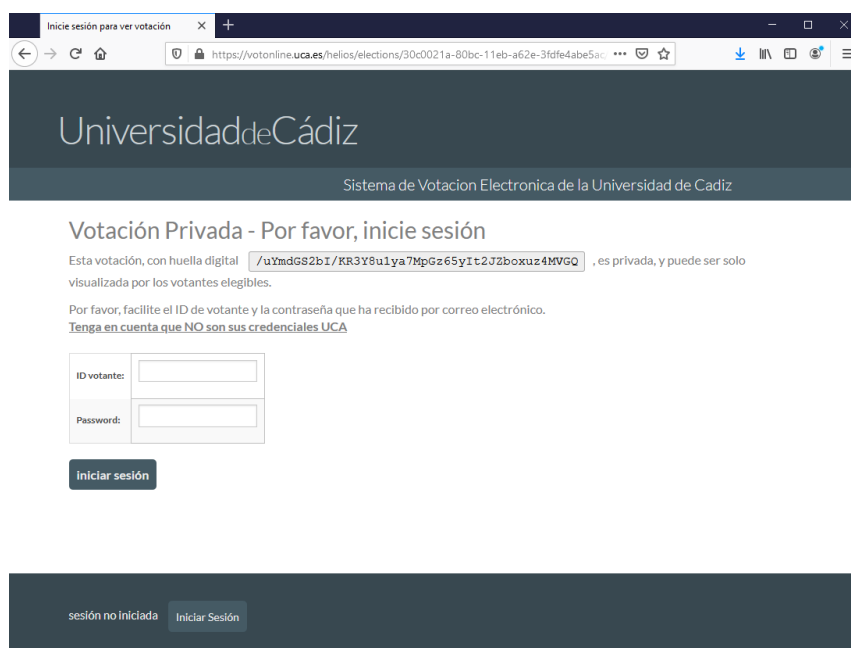 Inicie sesión para ver votación
https://votonline.uca.es/helios/elections/30c0021a-80bc-11eb-a62e-3fdfe4abe5ac
UniversidaddeCádiz
Sistema de Votacion Electronica de la Universidad de Cadiz
Votación Privada - Por favor, inicie sesión
Esta votación, con huella digital /uYmdGS2bI/KR3Y8u1ya7MpGz65yIt2JZboxuz4MVGQ , es privada, y puede ser solo
visualizada por los votantes elegibles.
Por favor, facilite el ID de votante y la contraseña que ha recibido por correo electrónico.
Tenga en cuenta que NO son sus credenciales UCA
ID votante:
Password:
iniciar sesión
sesión no iniciada Iniciar Sesión